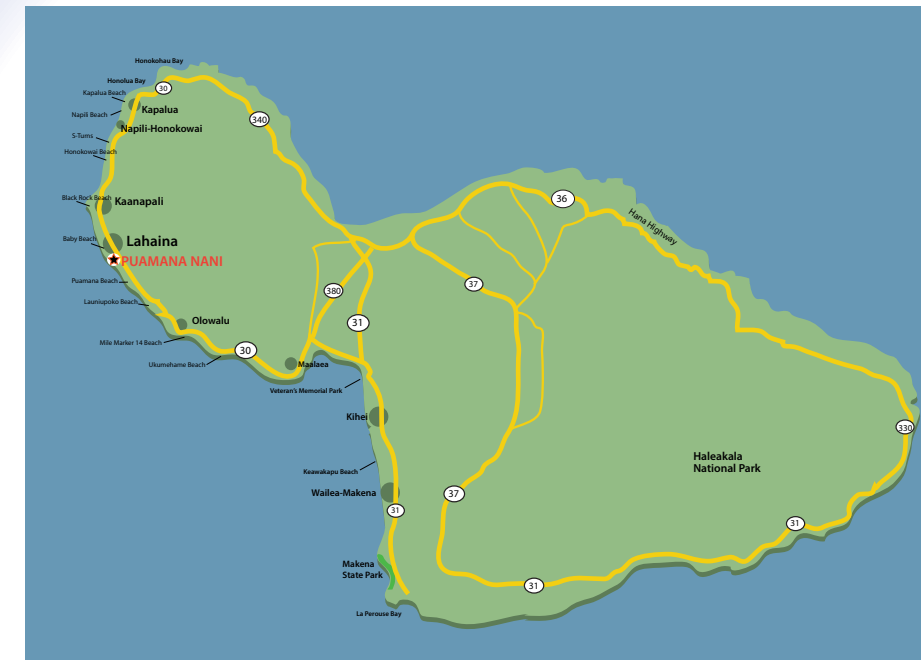 Honokohau Bay
Honolua Bay
30
Kapalua Beach
Kapalua
Napili Beach
340
Napili-Honokowai
S-Turns
Honokowai Beach
36
Black Rock Beach
Kaanapali
Hana Highway
Baby Beach
Lahaina
PUAMANA NANI
Puamana Beach
37
380
Launiupoko Beach
Olowalu
31
Mile Marker 14 Beach
30
Ukumehame Beach
Maalaea
Veteran's Memorial Park
Kihei
330
Haleakala
National Park
Keawakapu Beach
Wailea-Makena
37
31
31
Makena
State Park
31
La Perouse Bay